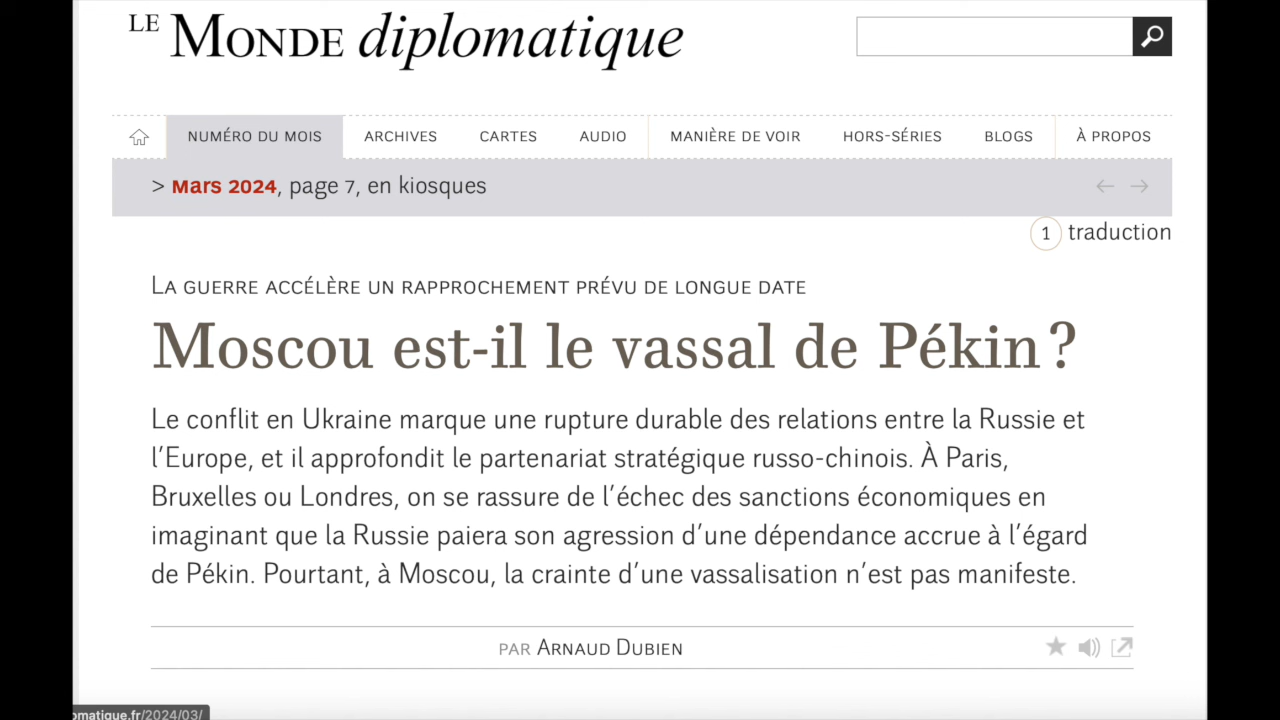 LE MONDE diplomatique
NUMÉRO DU MOIS ARCHIVES CARTES AUDIO MANIÈRE DE VOIR HORS-SÉRIES BLOGS À PROPOS
> Mars 2024, page 7, en kiosques
1 traduction
LA GUERRE ACCÉLÈRE UN RAPPROCHEMENT PRÉVU DE LONGUE DATE
Moscou est-il le vassal de Pékin ?
Le conflit en Ukraine marque une rupture durable des relations entre la Russie et
l’Europe, et il approfondit le partenariat stratégique russo-chinois. À Paris,
Bruxelles ou Londres, on se rassure de l’échec des sanctions économiques en
imaginant que la Russie paiera son agression d’une dépendance accrue à l’égard
de Pékin. Pourtant, à Moscou, la crainte d’une vassalisation n’est pas manifeste.
PAR ARNAUD DUBIEN
omatique.fr/2024/03/